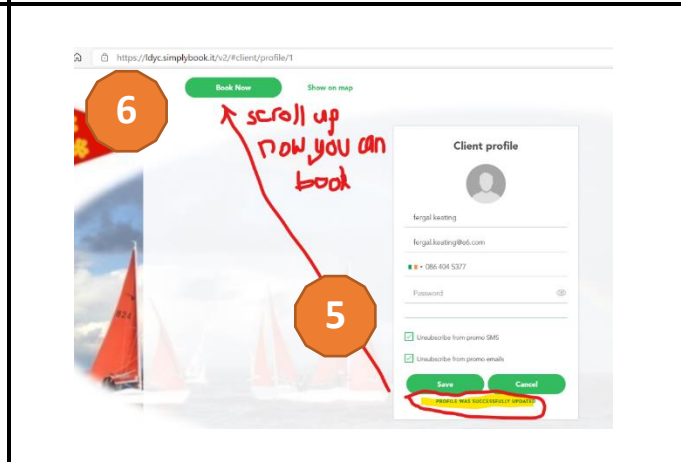 https://ldyc.simplybook.it/v2/#client/profile/1
Book Now
Show on map
6
scroll up
now you can
book
Client profile
fergal keating
fergal.keating@o6.com
086 404 5377
Password
5
Unsubscribe from promo SMS
Unsubscribe from promo emails
Save
Cancel
PROFILE WAS SUCCESSFULLY UPDATED